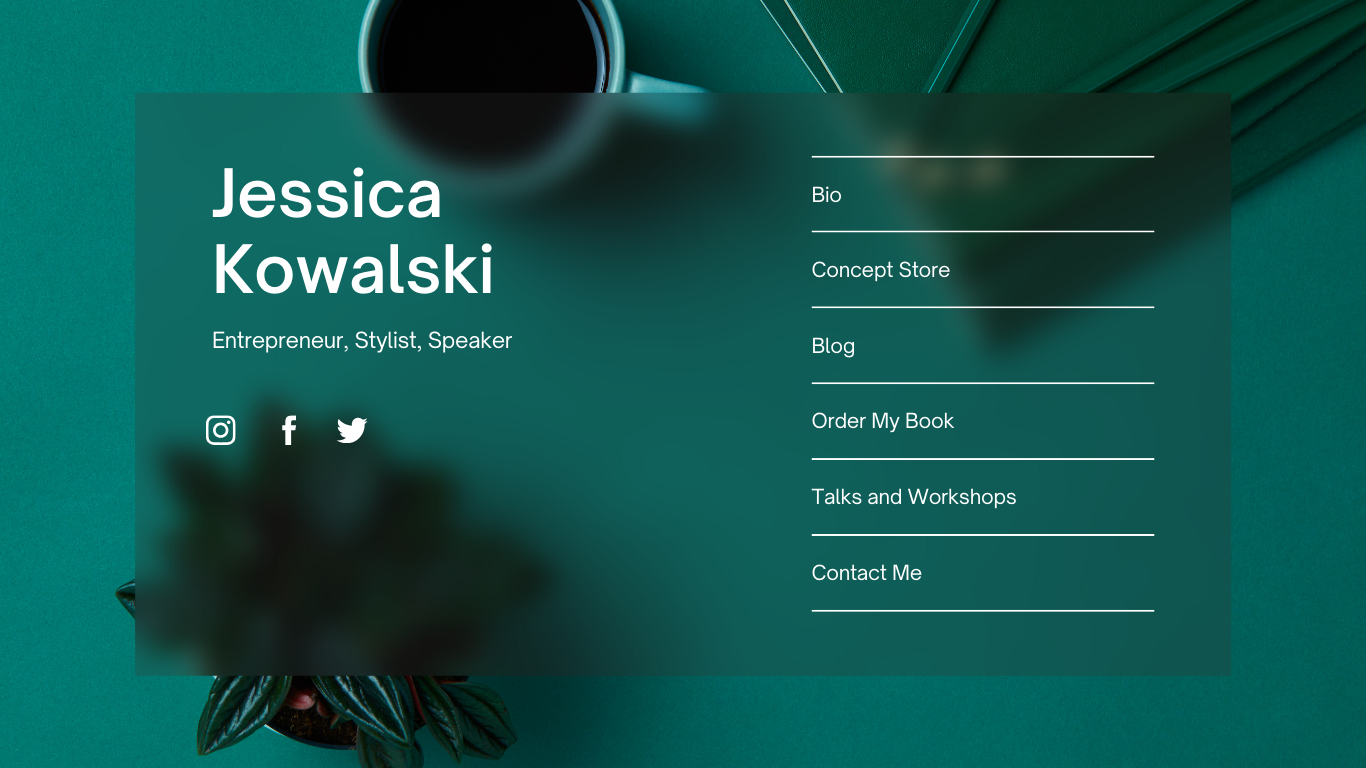 Jessica
Kowalski
Entrepreneur, Stylist, Speaker
Bio
Concept Store
Blog
Order My Book
Talks and Workshops
Contact Me